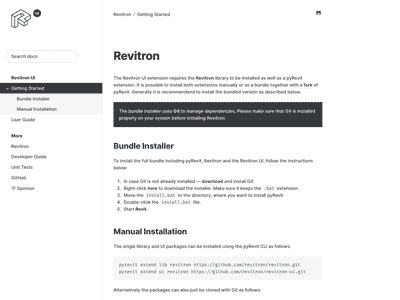 Revitron / Getting Started
Search docs
Revitron UI
Getting Started
Bundle Installer
Manual Installation
User Guide
More
Revitron
Developer Guide
Unit Tests
GitHub
♡ Sponsor
Revitron
The Revitron UI extension requires the Revitron library to be installed as well as a pyRevit
extension. It is possible to install both extensions manually or as a bundle together with a fork of
pyRevit. Generally it is recommend to install the bundled version as described below.
The bundle installer uses Git to manage dependencies. Please make sure that Git is installed
properly on your system before installing Revitron
Bundle Installer
To install the full bundle including pyRevit, Revitron and the Revitron UI, follow the instructions
below:
1. In case Git is not already installed — download and install Git.
2. Right-click here to download the installer. Make sure it keeps the .bat extension.
3. Move the install.bat to the directory, where you want to install pyRevit.
4. Double-click the install.bat file.
5. Start Revit.
Manual Installation
The single library and UI packages can be installed using the pyRevit CLI as follows:
pyrevit extend lib revitron https://github.com/revitron/revitron.git
pyrevit extend ui revitron https://github.com/revitron/revitron-ui.git
Alternatively the packages can also just be cloned with Git as follows: